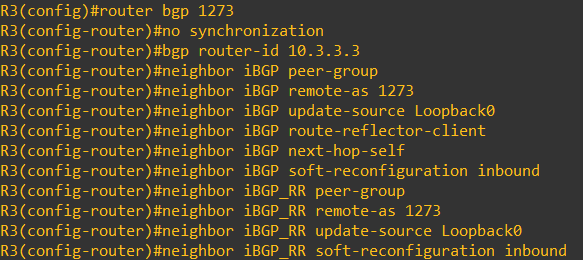 R3(config)#router bgp 1273
R3(config-router)#no synchronization
R3(config-router)#bgp router-id 10.3.3.3
R3(config-router)#neighbor iBGP peer-group
R3(config-router)#neighbor iBGP remote-as 1273
R3(config-router)#neighbor iBGP update-source Loopback0
R3(config-router)#neighbor iBGP route-reflector-client
R3(config-router)#neighbor iBGP next-hop-self
R3(config-router)#neighbor iBGP soft-reconfiguration inbound
R3(config-router)#neighbor iBGP_RR peer-group
R3(config-router)#neighbor iBGP_RR remote-as 1273
R3(config-router)#neighbor iBGP_RR update-source Loopback0
R3(config-router)#neighbor iBGP_RR soft-reconfiguration inbound